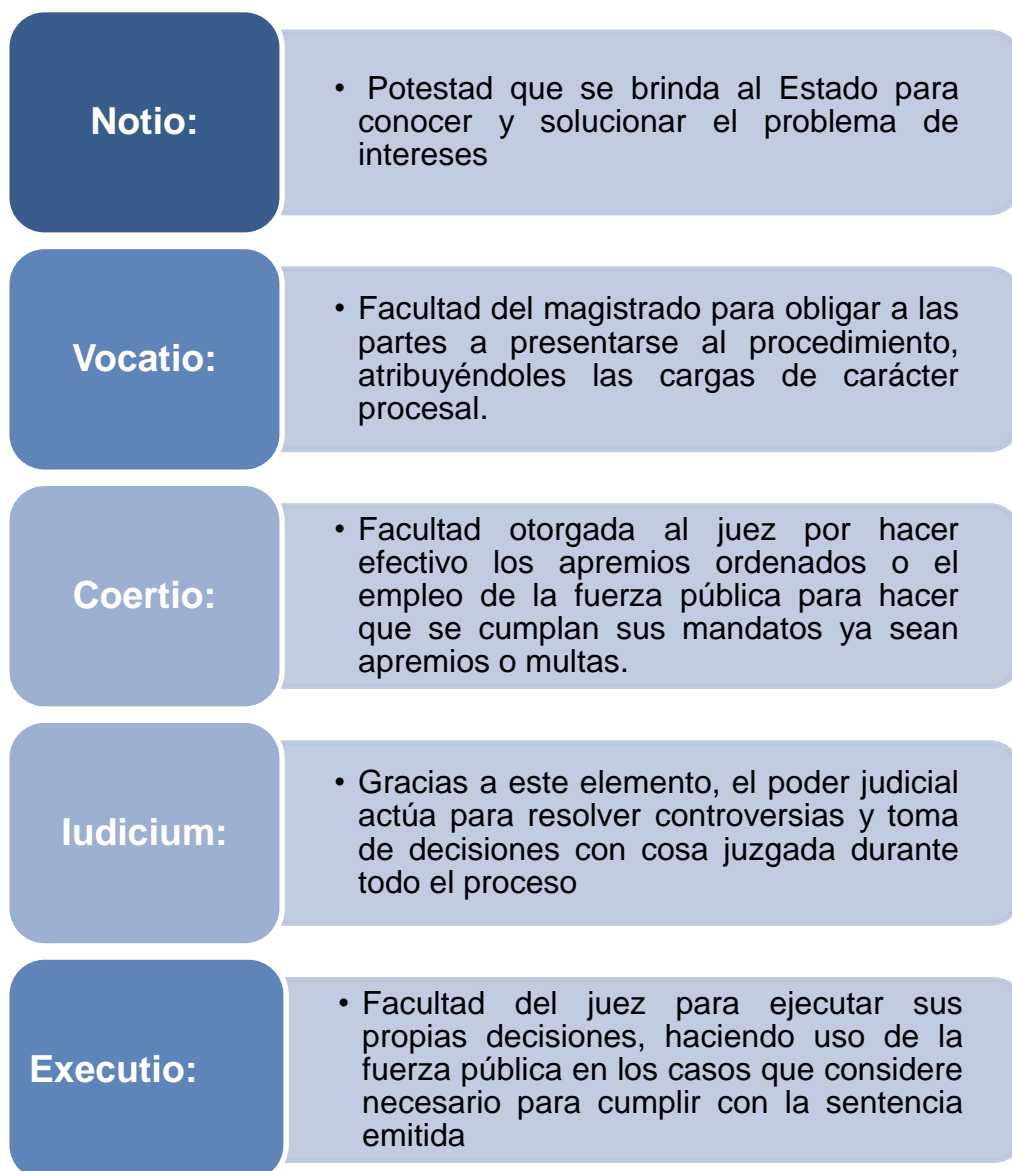 Notio:
• Potestad que se brinda al Estado para
conocer y solucionar el problema de
intereses
Vocatio:
• Facultad del magistrado para obligar a las
partes a presentarse al procedimiento,
atribuyéndoles las cargas de carácter
procesal.
Coertio:
• Facultad otorgada al juez por hacer
efectivo los apremios ordenados o el
empleo de la fuerza pública para hacer
que se cumplan sus mandatos ya sean
apremios o multas.
Iudicium:
• Gracias a este elemento, el poder judicial
actúa para resolver controversias y toma
de decisiones con cosa juzgada durante
todo el proceso
Executio:
• Facultad del juez para ejecutar sus
propias decisiones, haciendo uso de la
fuerza pública en los casos que considere
necesario para cumplir con la sentencia
emitida